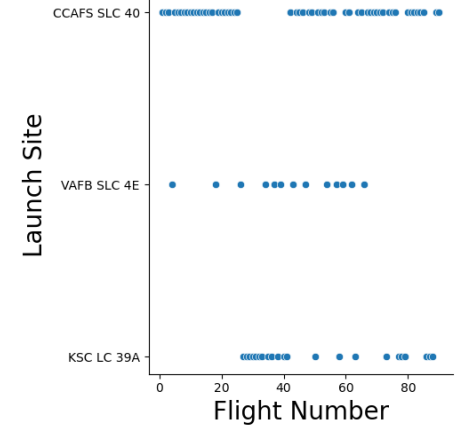 CCAFS SLC 40
VAFB SLC 4E
KSC LC 39A
Launch Site
0 20 40 60 80
Flight Number